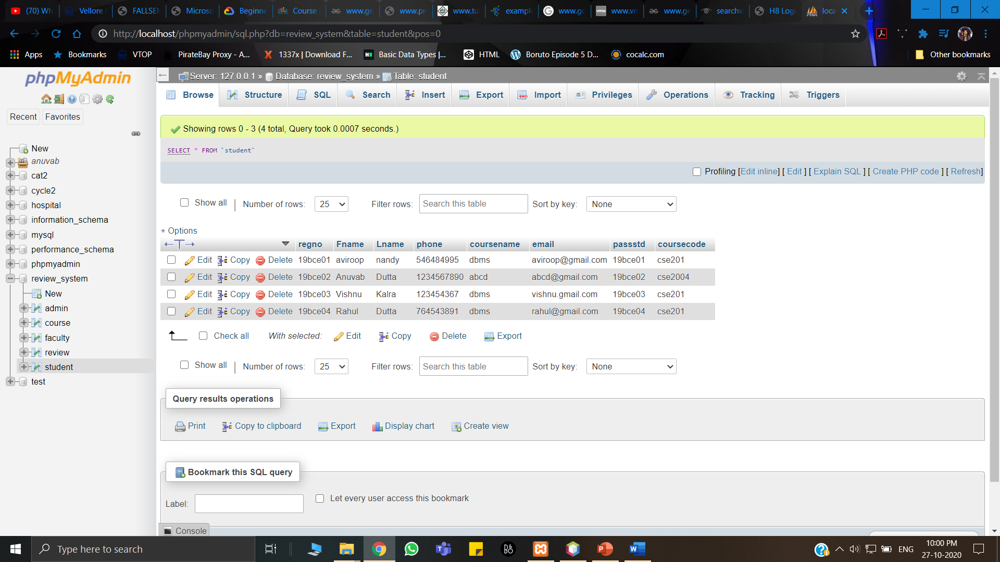 (70) Wh Vellore FALLSEM Microso Beginne Course www.ge www.pr www.tu example www.go www.vm www.ge searchv H8 Logi loca
http://localhost/phpmyadmin/sql.php?db=review_system&table=student&pos=0
Apps Bookmarks VTOP PirateBay Proxy - A... 1337x | Download F... Basic Data Types |... HTML Boruto Episode 5 D... cocalc.com Other bookmarks
phpMyAdmin
Recent Favorites
New
anuvab
cat2
cycle2
hospital
information_schema
mysql
performance_schema
phpmyadmin
review_system
New
admin
course
faculty
review
student
test
Server: 127.0.0.1 » Database: review_system » Table: student
Browse Structure SQL Search Insert Export Import Privileges Operations Tracking Triggers
Showing rows 0 - 3 (4 total, Query took 0.0007 seconds.)
SELECT * FROM `student`
Profiling [Edit inline] [ Edit ] [ Explain SQL ] [ Create PHP code ] [ Refresh]
Show all | Number of rows: 25 Filter rows: Search this table Sort by key: None
+ Options
←T→ regno Fname Lname phone coursename email passstd coursecode
Edit Copy Delete 19bce01 aviroop nandy 546484995 dbms aviroop@gmail.com 19bce01 cse201
Edit Copy Delete 19bce02 Anuvab Dutta 1234567890 abcd abcd@gmail.com 19bce02 cse2004
Edit Copy Delete 19bce03 Vishnu Kalra 123454367 dbms vishnu.gmail.com 19bce03 cse201
Edit Copy Delete 19bce04 Rahul Dutta 764543891 dbms rahul@gmail.com 19bce04 cse201
Check all With selected: Edit Copy Delete Export
Show all | Number of rows: 25 Filter rows: Search this table Sort by key: None
Query results operations
Print Copy to clipboard Export Display chart Create view
Bookmark this SQL query
Label: Let every user access this bookmark
Console
Type here to search
ENG
10:00 PM
27-10-2020